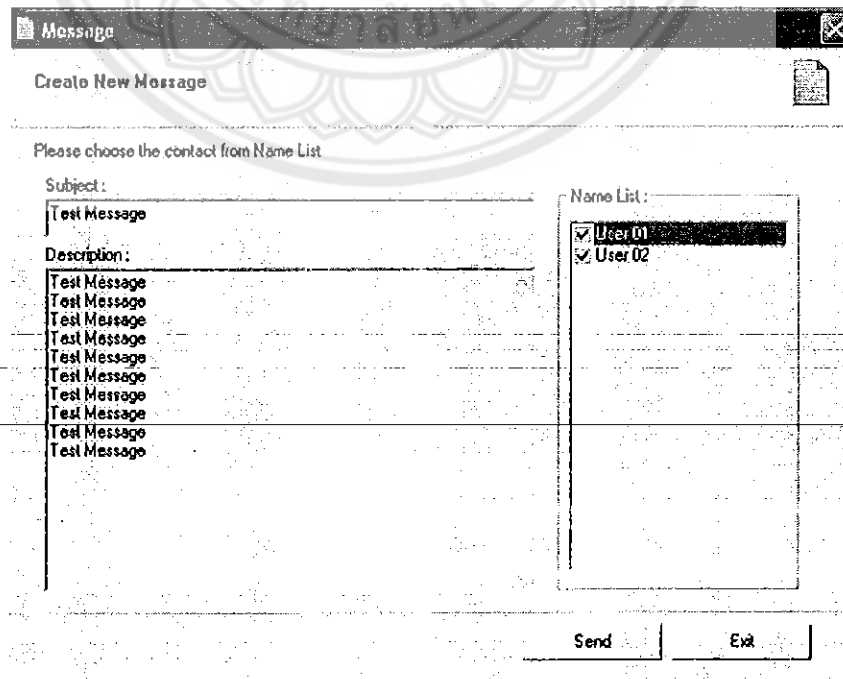 Message
Create New Message
Please choose the contact from Name List
Subject :
Test Message
Description :
Test Message
Test Message
Test Message
Test Message
Test Message
Test Message
Test Message
Test Message
Test Message
Test Message
Name List :
User 01
User 02
Send
Exit